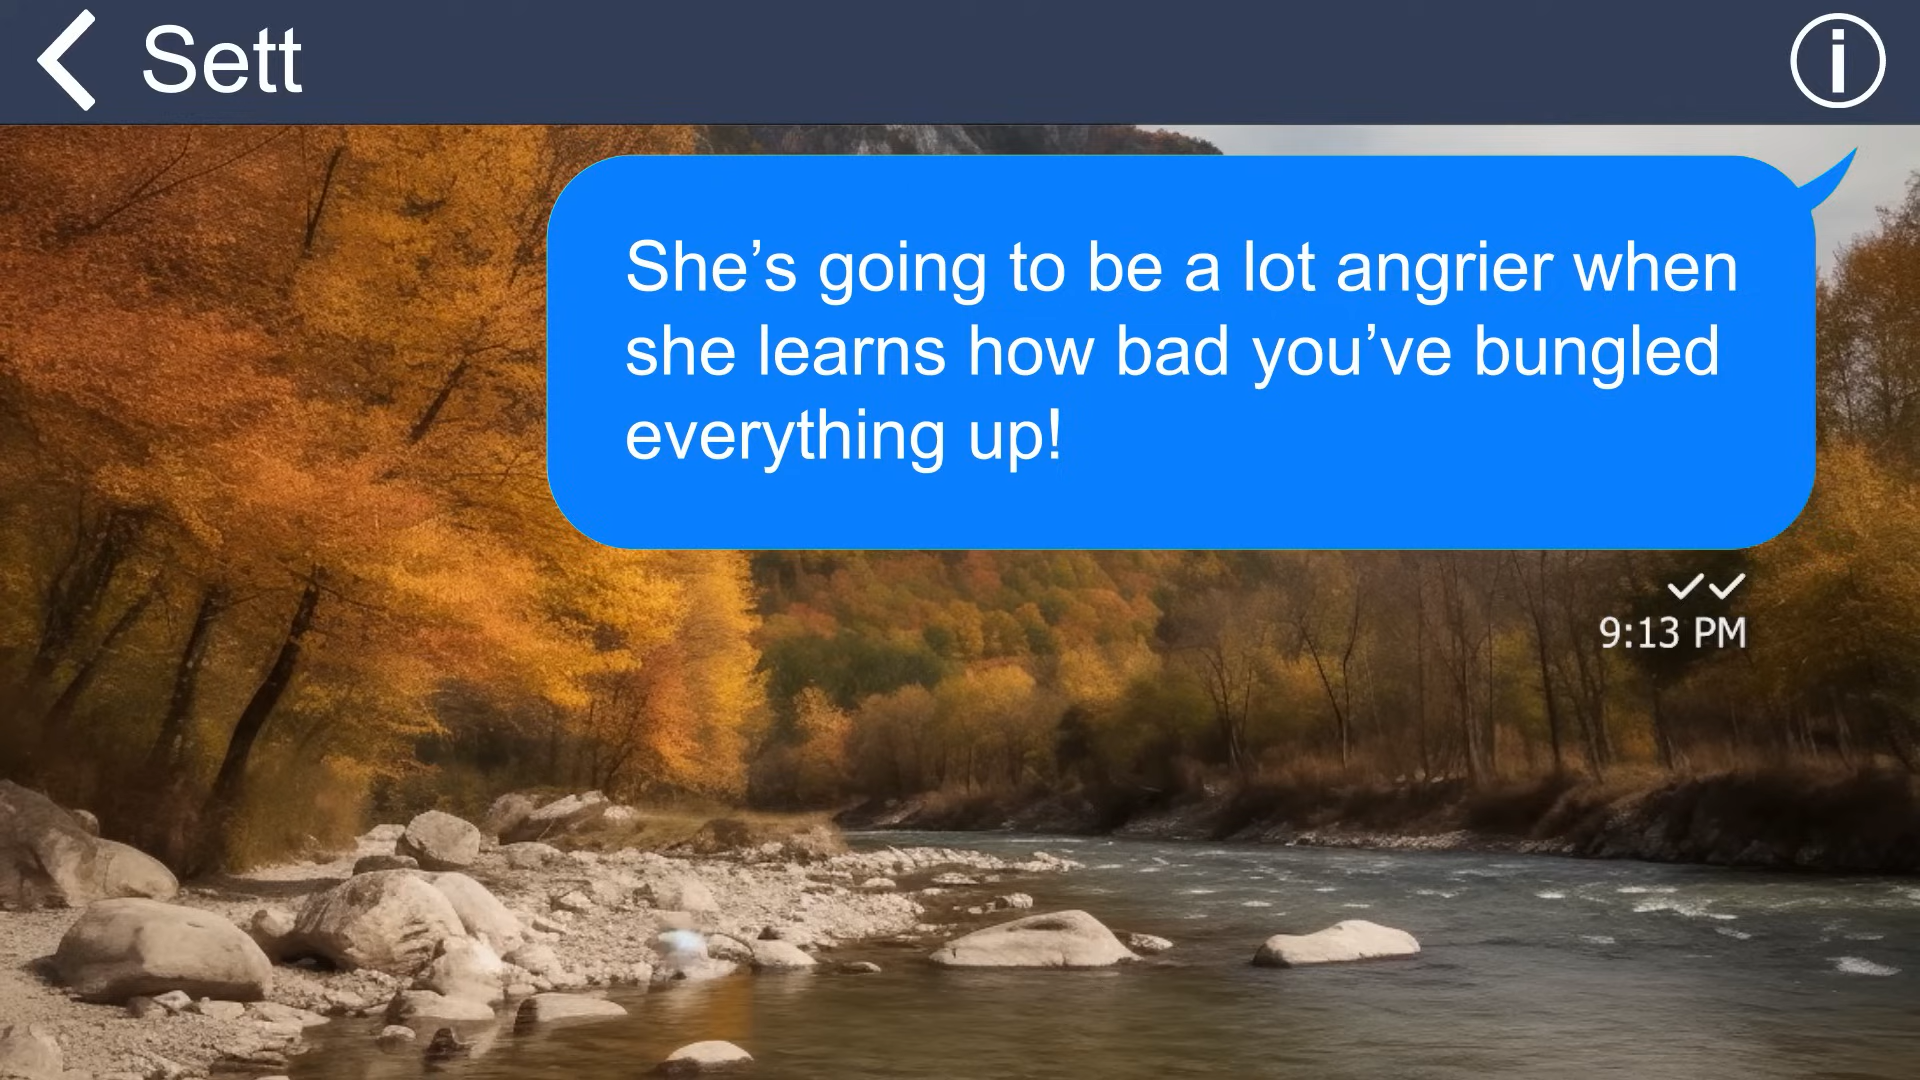 Sett
She’s going to be a lot angrier when
she learns how bad you’ve bungled
everything up!
9:13 PM